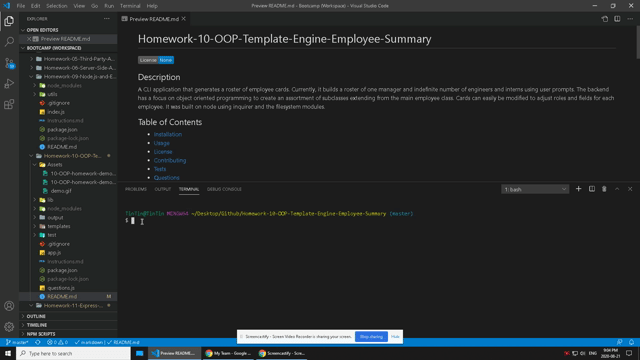 File Edit Selection View Go Run Terminal Help
Preview README.md - Bootcamp (Workspace) - Visual Studio Code
EXPLORER
OPEN EDITORS
Preview README.md
BOOTCAMP (WORKSPACE)
Homework-05-Third-Party-A...
Homework-06-Server-Side-A...
Homework-09-Node.js-and-E...
node_modules
utils
.gitignore
index.js
Instructions.md
package.json
package-lock.json
README.md
Homework-10-OOP-Te...
Assets
10-OOP-homework-demo...
10-OOP-homework-demo...
demo.gif
lib
node_modules
output
templates
test
.gitignore
app.js
Instructions.md
package.json
package-lock.json
questions.js
README.md M
Homework-11-Express-...
OUTLINE
TIMELINE
NPM SCRIPTS
Preview README.md
Homework-10-OOP-Template-Engine-Employee-Summary
License None
Description
A CLI application that generates a roster of employee cards. Currently, it builds a roster of one manager and indefinite number of engineers and interns using user prompts. The backend
has a focus on object oriented programming to create an assortment of subclasses extending from the main employee class. Cards can easily be modified to adjust roles and fields for each
employee. It was built on node using inquirer and the filesystem modules.
Table of Contents
• Installation
• Usage
• License
• Contributing
• Tests
• Questions
PROBLEMS OUTPUT TERMINAL DEBUG CONSOLE
1: bash
MINGW64 ~/Desktop/Github/Homework-10-OOP-Template-Engine-Employee-Summary (master)
$
Screencastify - Screen Video Recorder is sharing your screen.
Stop sharing
Hide
master*
markdown
README.md
Type here to search
Preview README.md...
My Team - Google ...
Screencastify - Scre...
9:04 PM
2020-08-21